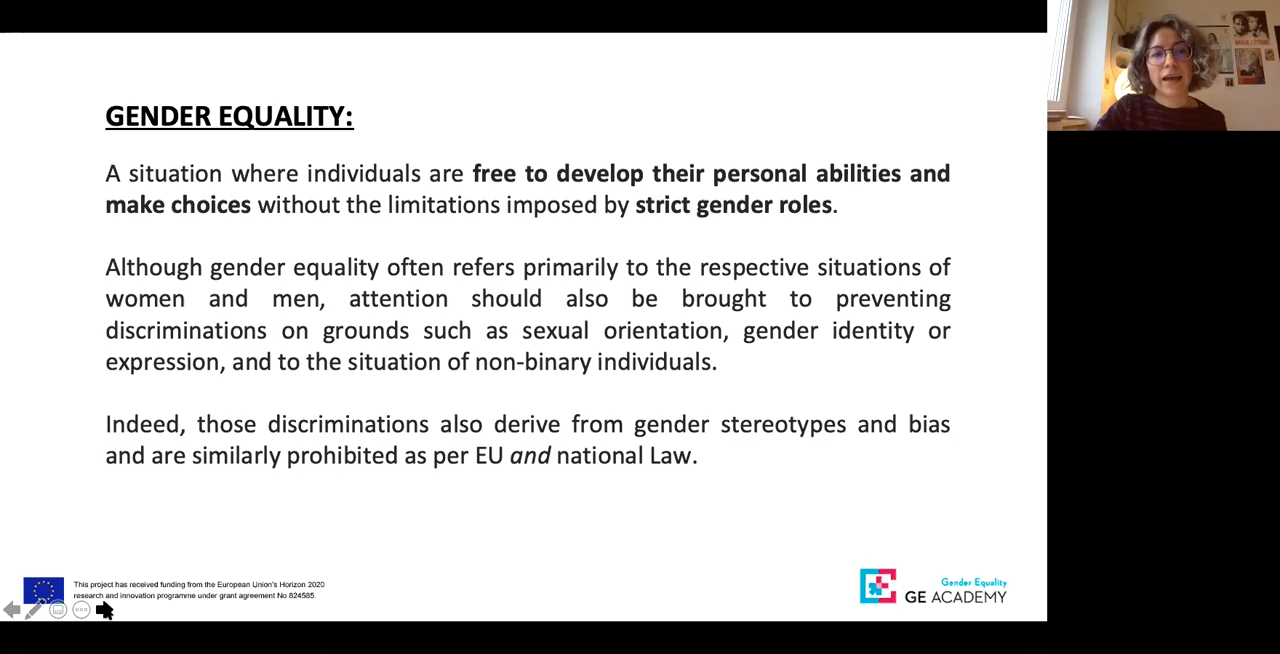 GENDER EQUALITY:
A situation where individuals are free to develop their personal abilities and
make choices without the limitations imposed by strict gender roles.
Although gender equality often refers primarily to the respective situations of
women and men, attention should also be brought to preventing
discriminations on grounds such as sexual orientation, gender identity or
expression, and to the situation of non-binary individuals.
Indeed, those discriminations also derive from gender stereotypes and bias
and are similarly prohibited as per EU and national Law.
This project has received funding from the European Union's Horizon 2020
research and innovation programme under grant agreement No 824585.
Gender Equality
GE ACADEMY